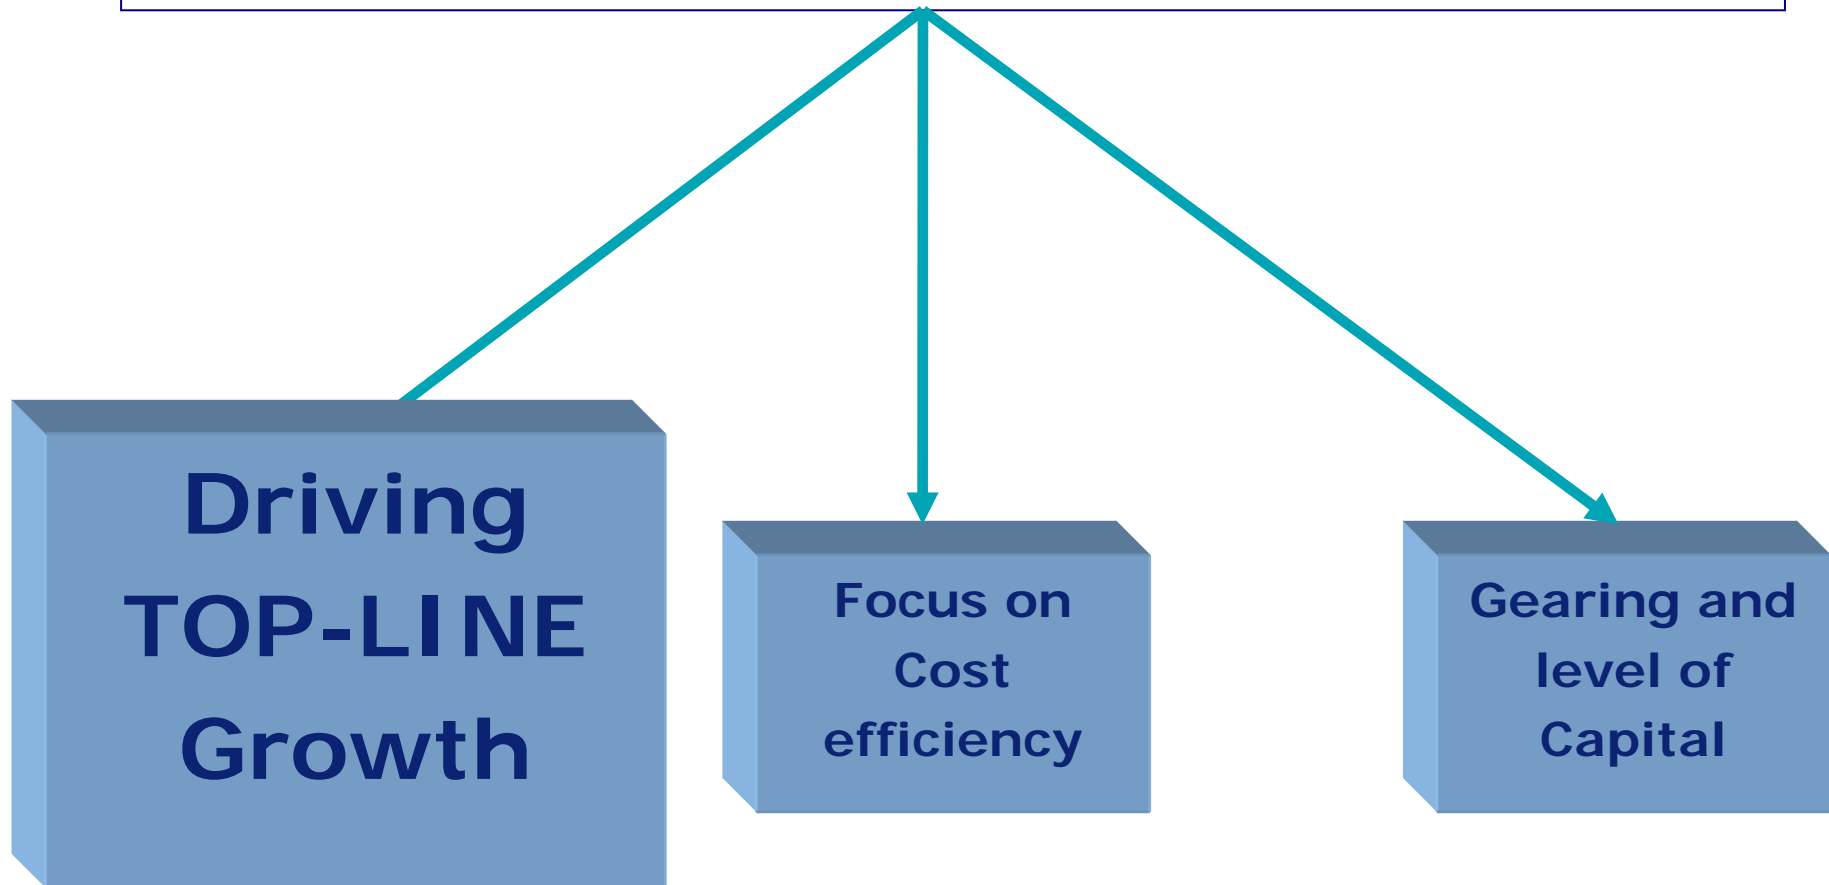 Driving
TOP-LINE
Growth
Focus on
Cost
efficiency
Gearing and
level of
Capital